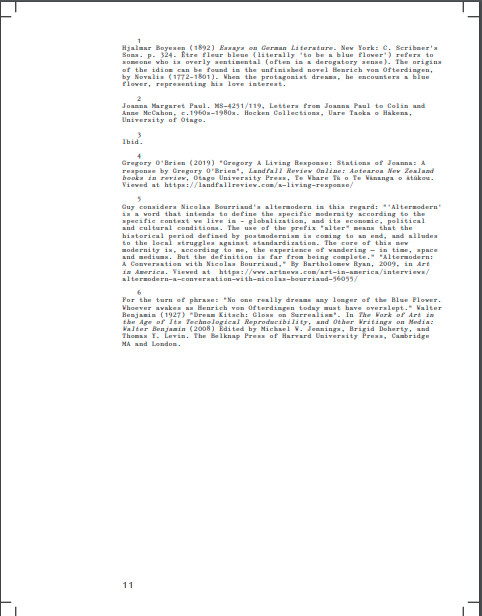 1
Hjalmar Boyesen (1892) Essays on German Literature. New York: C. Scribner's
Sons. p. 324. Être fleur bleue (literally 'to be a blue flower') refers to
someone who is overly sentimental (often in a derogatory sense). The origins
of the idiom can be found in the unfinished novel Henrich von Ofterdingen,
by Novalis (1772-1801). When the protagonist dreams, he encounters a blue
flower, representing his love interest.
2
Joanna Margaret Paul. MS-4251/119, Letters from Joanna Paul to Colin and
Anne McCahon, c.1960s-1980s. Hocken Collections, Uare Taoka o Hakena,
University of Otago.
3
Ibid.
4
Gregory O'Brien (2019) "Gregory A Living Response: Stations of Joanna: A
response by Gregory O'Brien", Landfall Review Online: Aotearoa New Zealand
books in review, Otago University Press, Te Whare Tā o Te Wānanga o ātākou.
Viewed at https://landfallreview.com/a-living-response/
5
Guy considers Nicolas Bourriaud's altermodern in this regard: "'Altermodern'
is a word that intends to define the specific modernity according to the
specific context we live in – globalization, and its economic, political
and cultural conditions. The use of the prefix "alter" means that the
historical period defined by postmodernism is coming to an end, and alludes
to the local struggles against standardization. The core of this new
modernity is, according to me, the experience of wandering — in time, space
and mediums. But the definition is far from being complete." "Altermodern:
A Conversation with Nicolas Bourriaud," By Bartholomew Ryan, 2009, in Art
in America. Viewed at https://www.artnews.com/art-in-america/interviews/
altermodern-a-conversation-with-nicolas-bourriaud-56055/
6
For the turn of phrase: "No one really dreams any longer of the Blue Flower.
Whoever awakes as Henrich von Ofterdingen today must have overslept." Walter
Benjamin (1927) "Dream Kitsch: Gloss on Surrealism". In The Work of Art in
the Age of Its Technological Reproducibility, and Other Writings on Media:
Walter Benjamin (2008) Edited by Michael W. Jennings, Brigid Doherty, and
Thomas Y. Levin. The Belknap Press of Harvard University Press, Cambridge
MA and London.
11